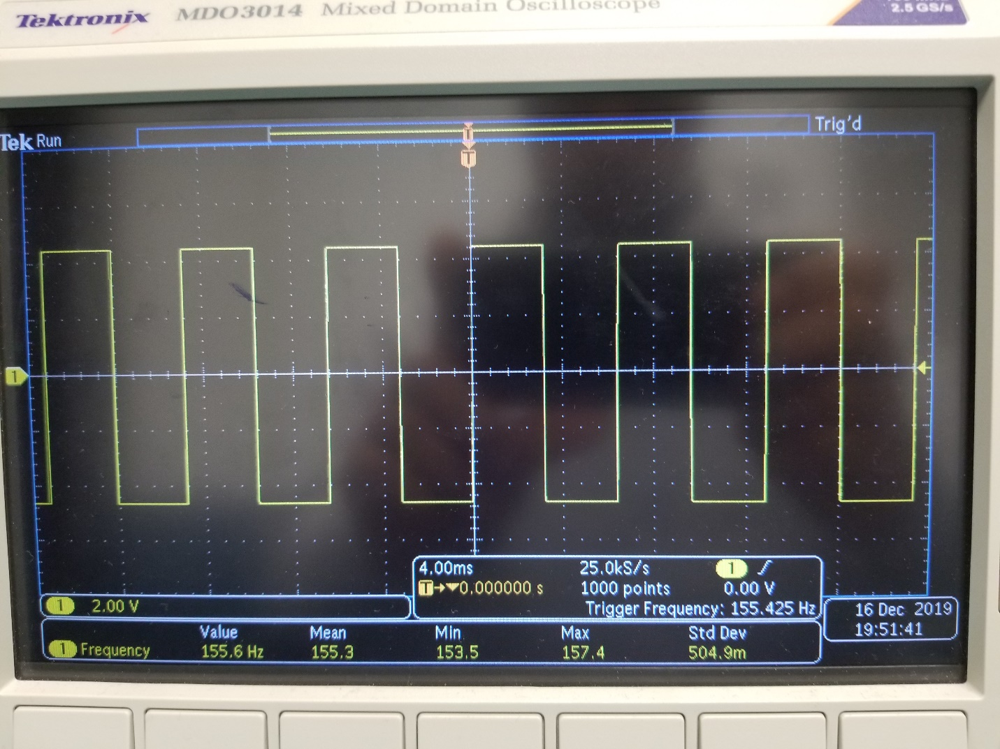 Tektronix MDO3014 Mixed Domain Oscilloscope
2.5 GS/s
Tek Run
Trig'd
T
1
4.00ms 25.0kS/s 1
T→▼0.000000 s 1000 points 0.00 V
Trigger Frequency: 155.425 Hz
1 2.00 V
16 Dec 2019
19:51:41
Value Mean Min Max Std Dev
1 Frequency 155.6 Hz 155.3 153.5 157.4 504.9m